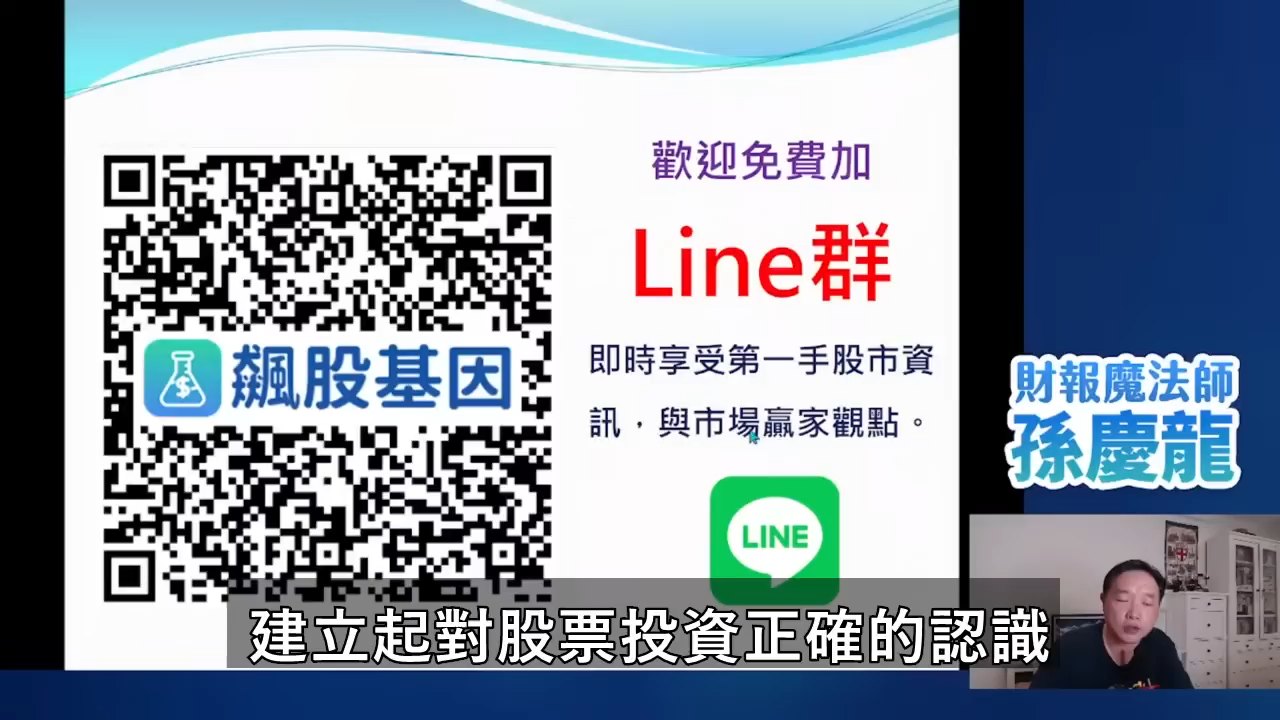 歡迎免費加
Line群
飆股基因
即時享受第一手股市資
訊，與市場贏家觀點。
LINE
財報魔法師
孫慶龍
建立起對股票投資正確的認識